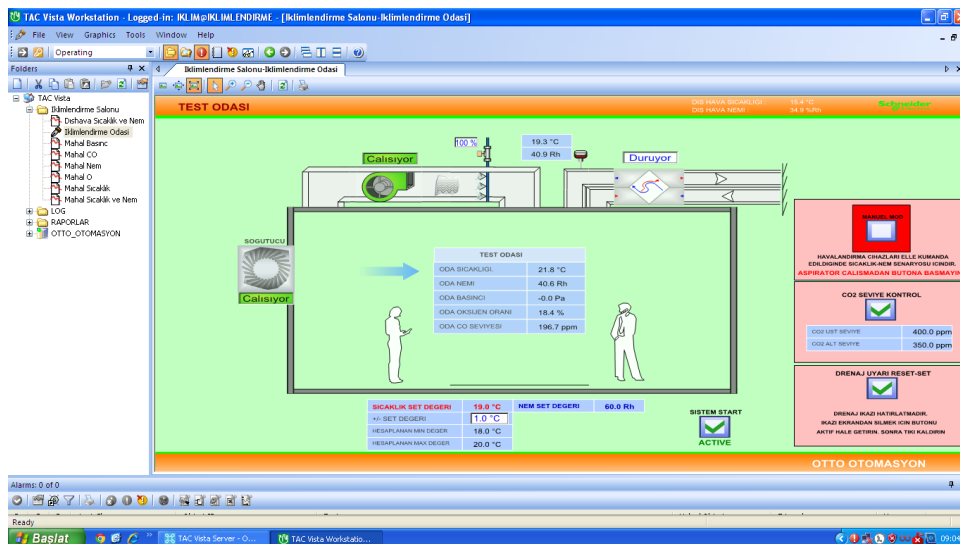 TAC Vista Workstation - Logged-in: IKLIM@IKLIMLENDIRME - [Iklimlendirme Salonu-Iklimlendirme Odasi]
File View Graphics Tools Window Help
Operating
Folders
Iklimlendirme Salonu-Iklimlendirme Odasi
TAC Vista
Iklimlendirme Salonu
Dishava Sicaklik ve Nem
Iklimlendirme Odasi
Mahal Basinc
Mahal CO
Mahal Nem
Mahal O
Mahal Sicaklik
Mahal Sicaklik ve Nem
LOG
RAPORLAR
OTTO_OTOMASYON
TEST ODASI
DIS HAVA SICAKLIGI : 15.4 °C
DIS HAVA NEMI : 34.9 %Rh
Schneider
100 %
19.3 °C
40.9 Rh
Calısıyor
Duruyor
SOGUTUCU
Calısıyor
TEST ODASI
ODA SICAKLIGI. 21.8 °C
ODA NEMI 40.6 Rh
ODA BASINCI -0.0 Pa
ODA OKSIJEN ORANI 18.4 %
ODA CO SEVIYESI 196.7 ppm
MANUEL MOD
HAVALANDIRMA CIHAZLARI ELLE KUMANDA
EDILDIGINDE SICAKLIK-NEM SENARYOSU ICINDIR.
ASPIRATOR CALISMADAN BUTONA BASMAYIN
CO2 SEVIYE KONTROL
CO2 UST SEVIYE 400.0 ppm
CO2 ALT SEVIYE 350.0 ppm
DRENAJ UYARI RESET-SET
DRENAJ IKAZI HATIRLATMADIR.
IKAZI EKRANDAN SILMEK ICIN BUTONU
AKTIF HALE GETIRIN. SONRA TIKI KALDIRIN
SICAKLIK SET DEGERI 19.0 °C NEM SET DEGERI 60.0 Rh
+/- SET DEGERI 1.0 °C
HESAPLANAN MIN DEGER 18.0 °C
HESAPLANAN MAX DEGER 20.0 °C
SISTEM START
ACTIVE
OTTO OTOMASYON
Alarms: 0 of 0
Ready
Başlat
TAC Vista Server - O...
TAC Vista Workstatio...
09:04